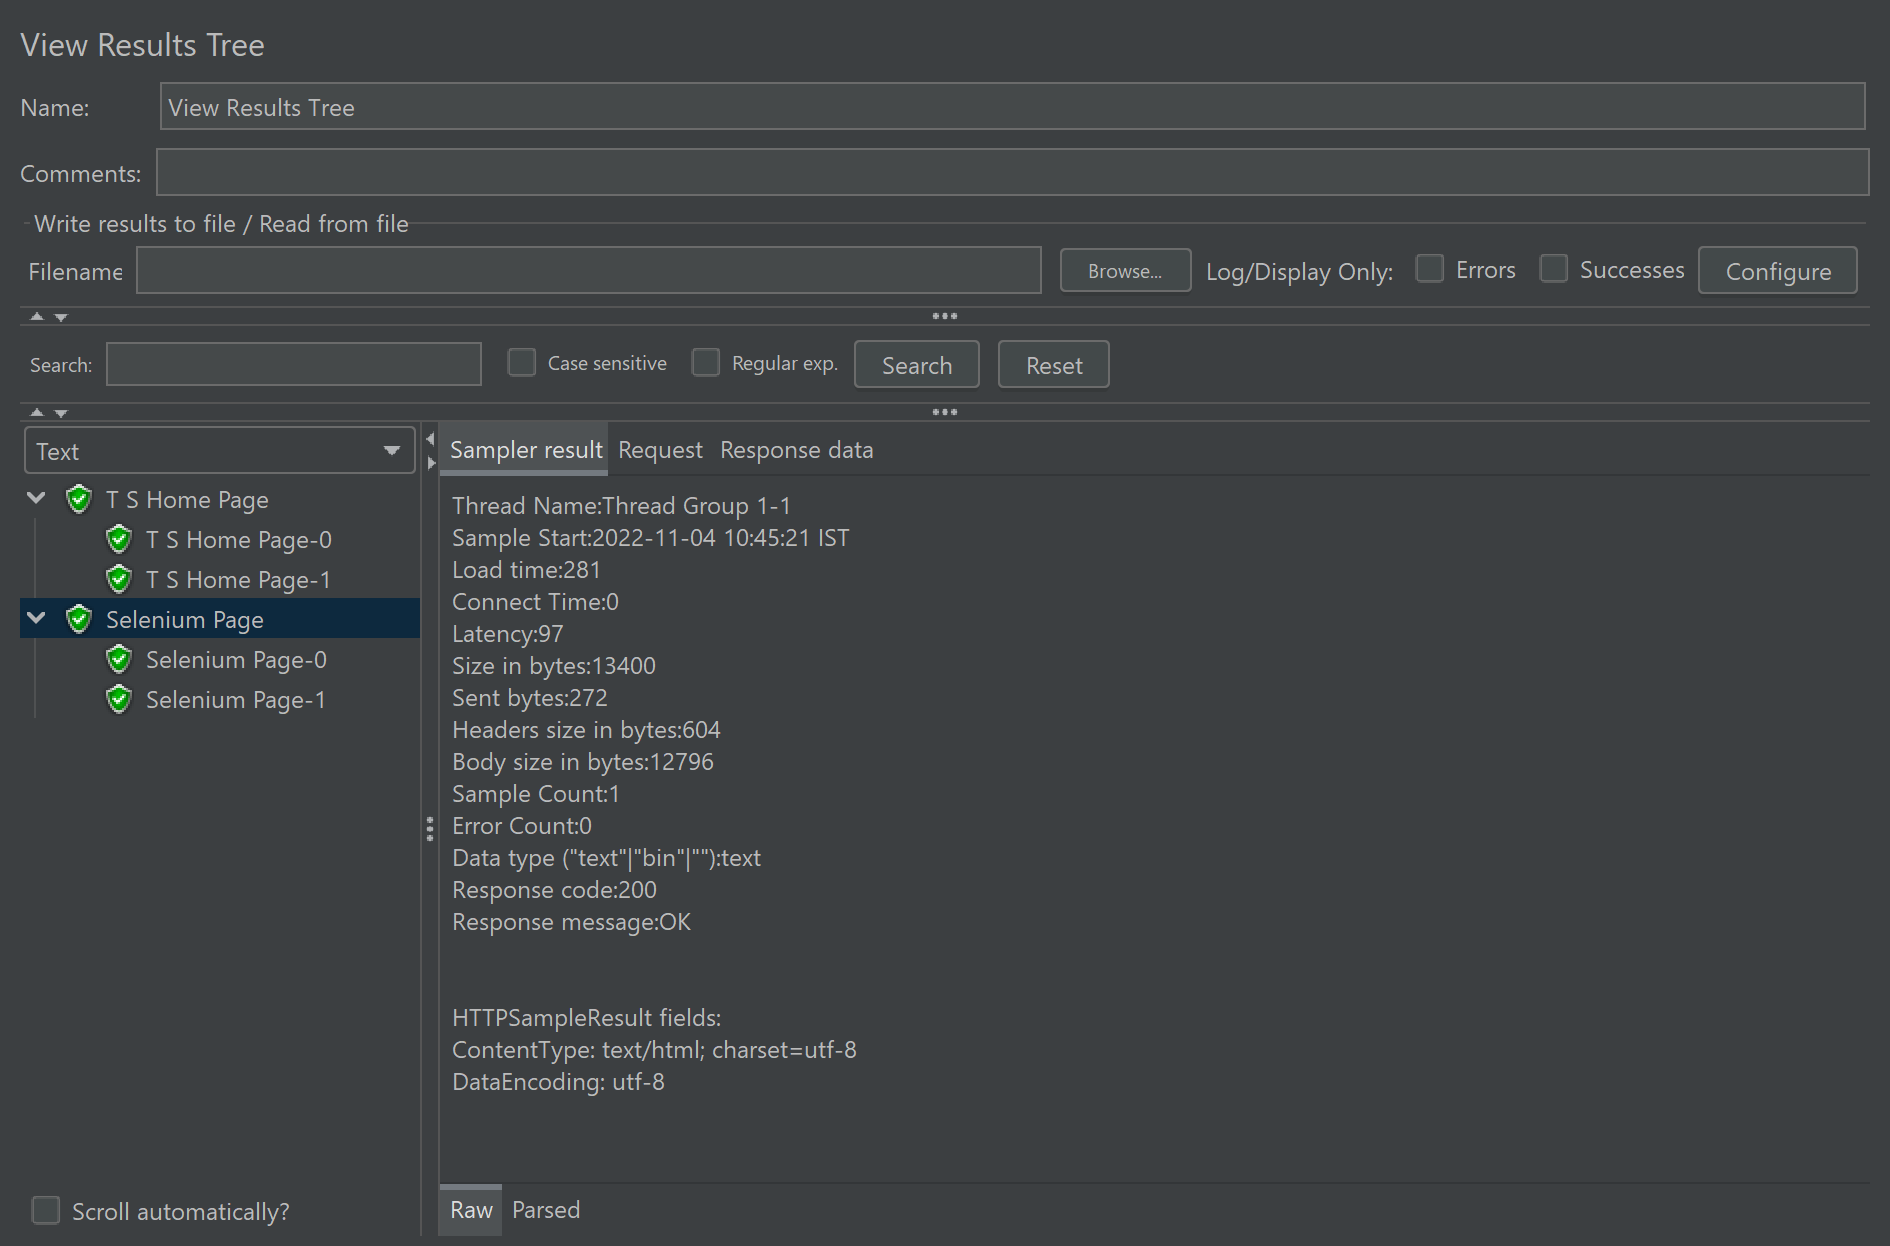 View Results Tree
Name: View Results Tree
Comments:
Write results to file / Read from file
Filename Browse... Log/Display Only: Errors Successes Configure
Search: Case sensitive Regular exp. Search Reset
Text
T S Home Page
T S Home Page-0
T S Home Page-1
Selenium Page
Selenium Page-0
Selenium Page-1
Scroll automatically?
Sampler result Request Response data
Thread Name:Thread Group 1-1
Sample Start:2022-11-04 10:45:21 IST
Load time:281
Connect Time:0
Latency:97
Size in bytes:13400
Sent bytes:272
Headers size in bytes:604
Body size in bytes:12796
Sample Count:1
Error Count:0
Data type ("text"|"bin"|""):text
Response code:200
Response message:OK
HTTPSampleResult fields:
ContentType: text/html; charset=utf-8
DataEncoding: utf-8
Raw Parsed